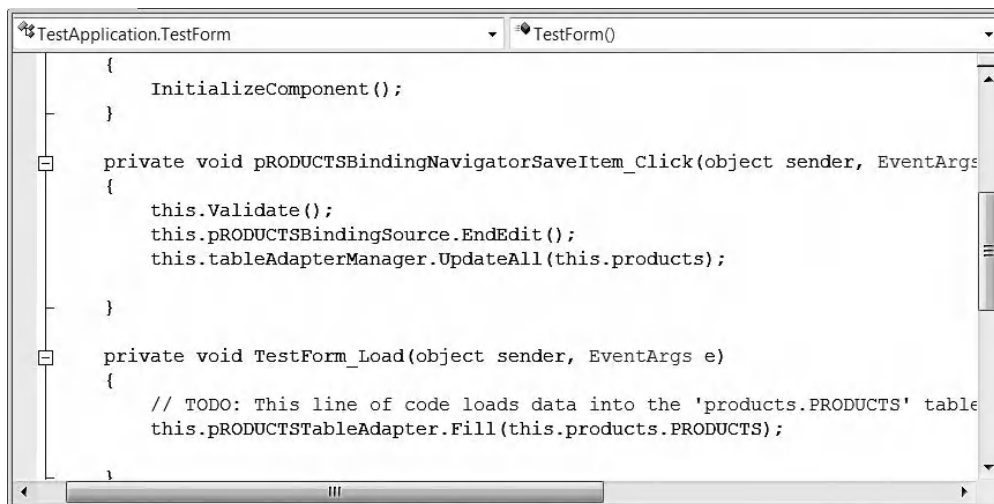 TestApplication.TestForm
TestForm()
{
InitializeComponent();
}
private void pRODUCTSBindingNavigatorSaveItem_Click(object sender, EventArgs
{
this.Validate();
this.pRODUCTSBindingSource.EndEdit();
this.tableAdapterManager.UpdateAll(this.products);
}
private void TestForm_Load(object sender, EventArgs e)
{
// TODO: This line of code loads data into the 'products.PRODUCTS' table
this.pRODUCTSTableAdapter.Fill(this.products.PRODUCTS);
}